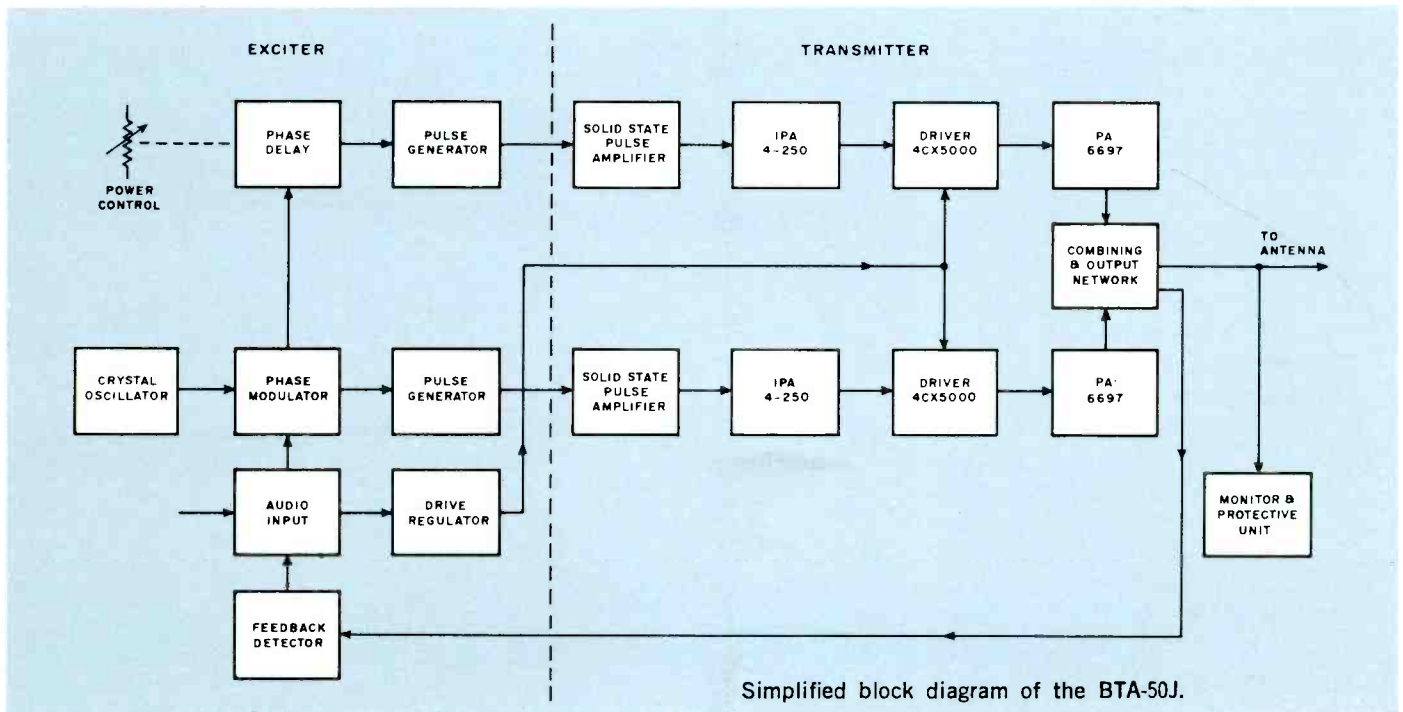 EXCITER
TRANSMITTER
POWER
CONTROL
PHASE
DELAY
PULSE
GENERATOR
SOLID STATE
PULSE
AMPLIFIER
IPA
4-250
DRIVER
4CX5000
PA
6697
COMBINING
& OUTPUT
NETWORK
TO
ANTENNA
CRYSTAL
OSCILLATOR
PHASE
MODULATOR
PULSE
GENERATOR
SOLID STATE
PULSE
AMPLIFIER
IPA
4-250
DRIVER
4CX5000
PA
6697
AUDIO
INPUT
DRIVE
REGULATOR
MONITOR &
PROTECTIVE
UNIT
FEEDBACK
DETECTOR
Simplified block diagram of the BTA-50J.